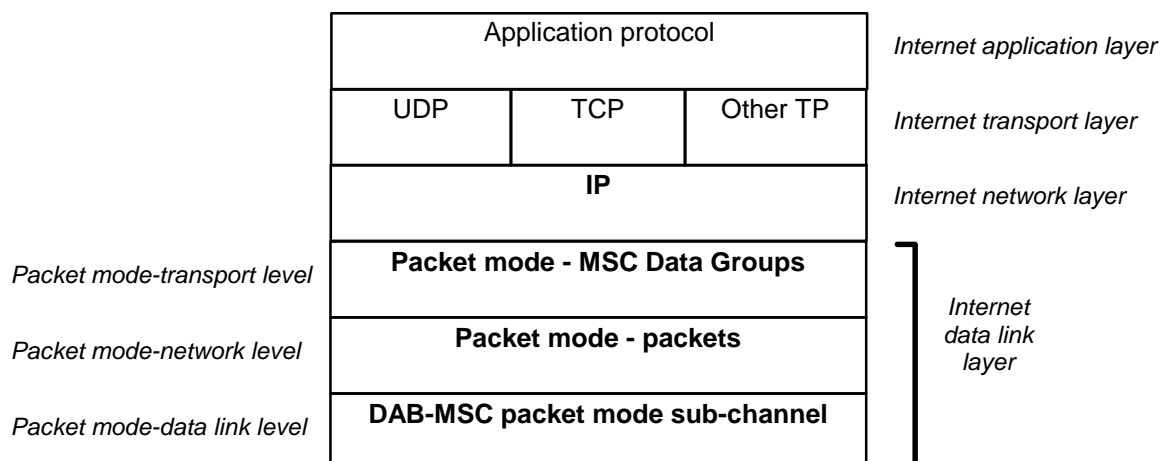 Application protocol
Internet application layer
UDP TCP Other TP
Internet transport layer
IP
Internet network layer
Packet mode - MSC Data Groups
Packet mode-transport level
Packet mode - packets
Packet mode-network level
Internet
data link
layer
DAB-MSC packet mode sub-channel
Packet mode-data link level